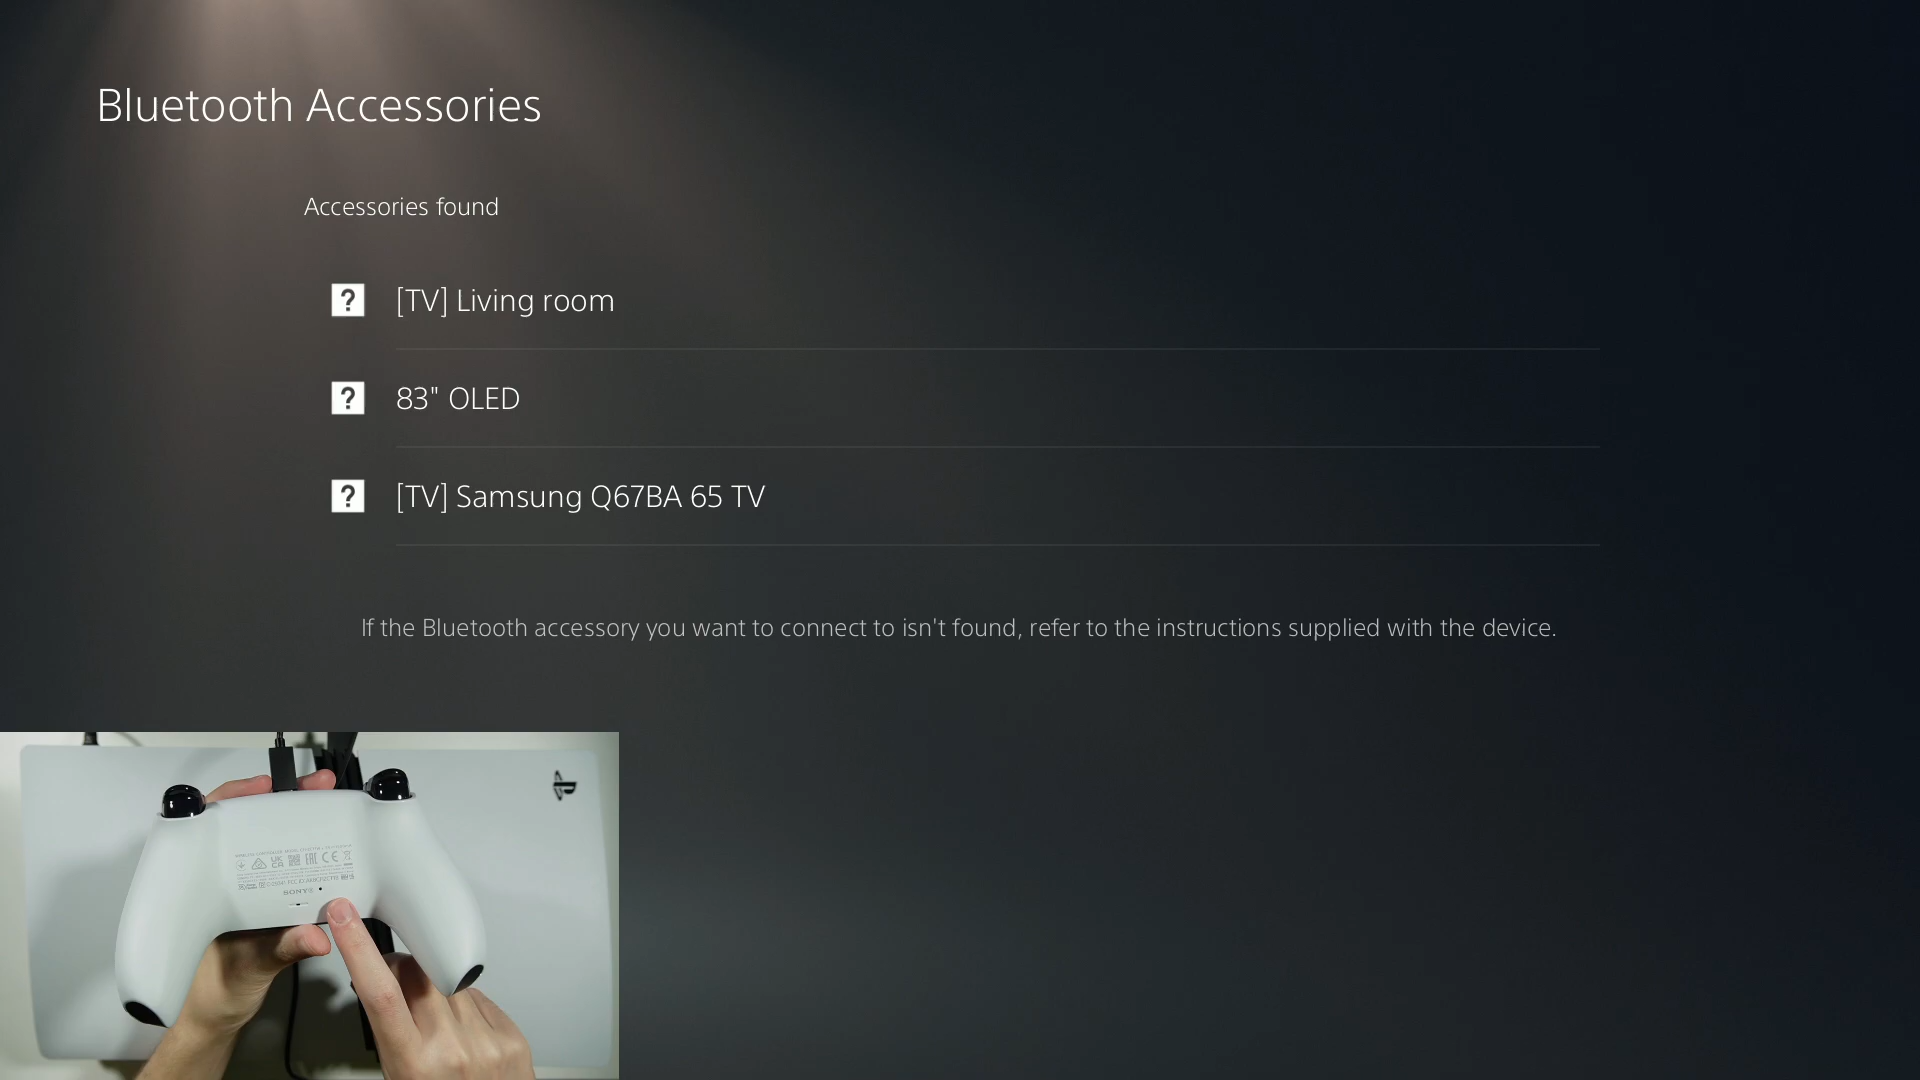 Bluetooth Accessories
Accessories found
[TV] Living room
83" OLED
[TV] Samsung Q67BA 65 TV
If the Bluetooth accessory you want to connect to isn't found, refer to the instructions supplied with the device.
SONY